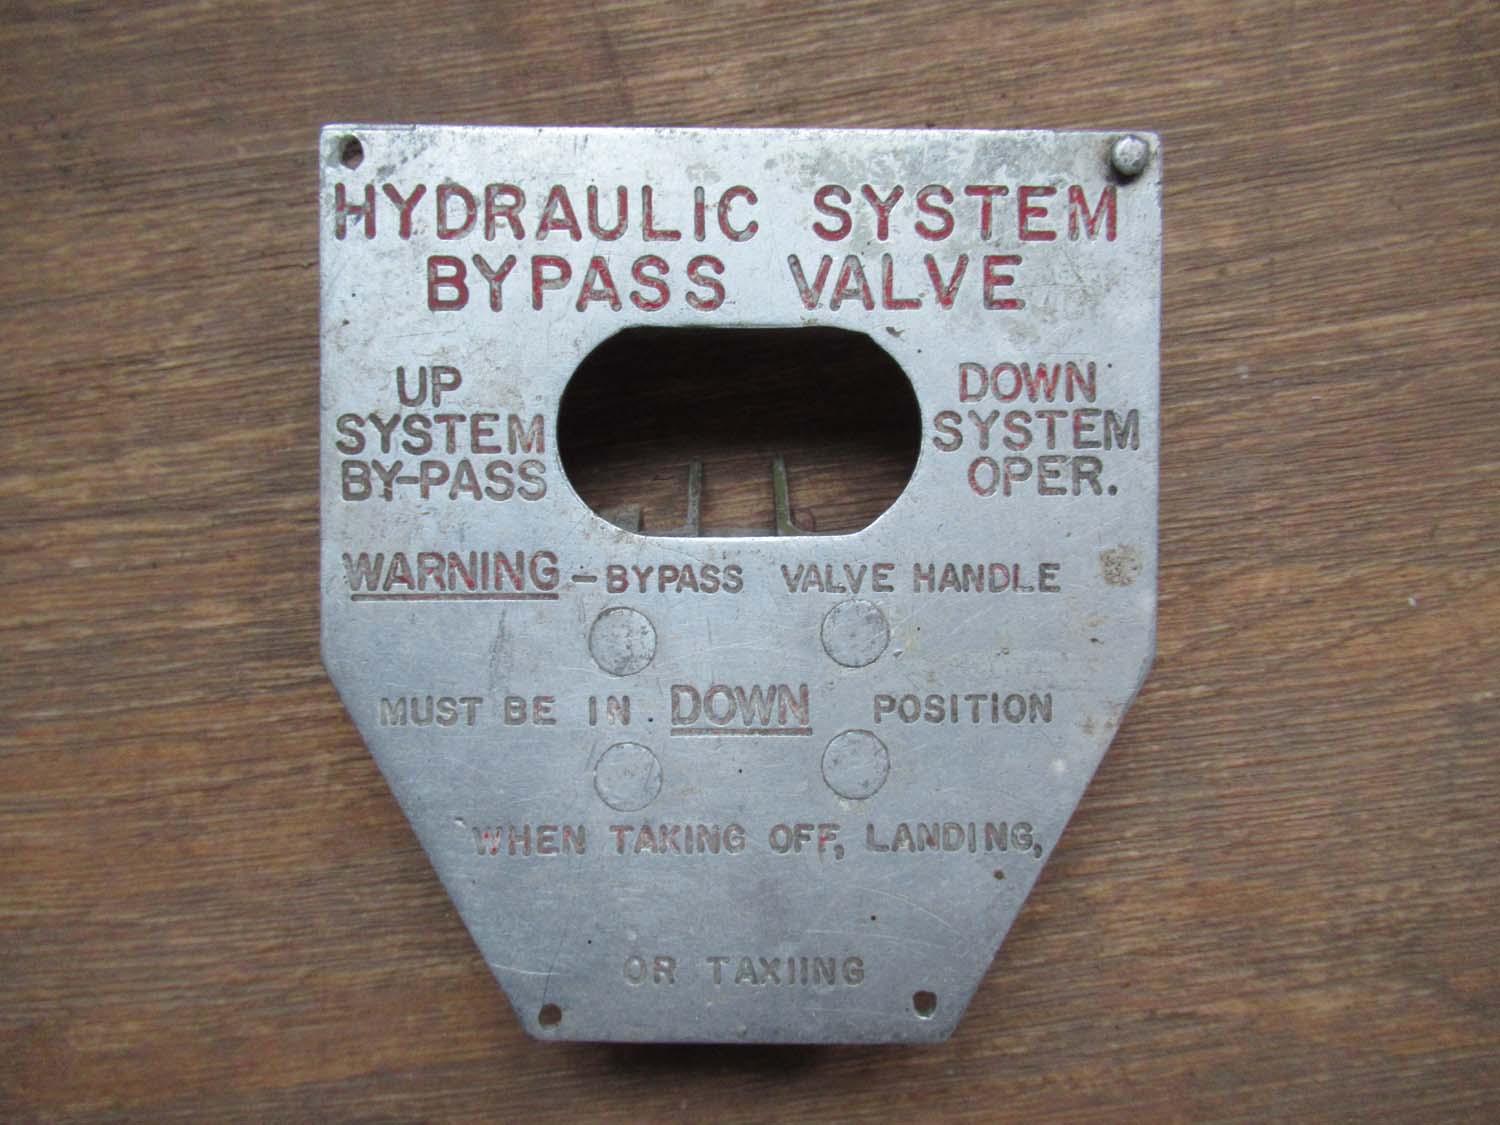 HYDRAULIC SYSTEM
BYPASS VALVE
UP
SYSTEM
BY-PASS
DOWN
SYSTEM
OPER.
WARNING - BYPASS VALVE HANDLE
MUST BE IN DOWN POSITION
WHEN TAKING OFF, LANDING,
OR TAXIING